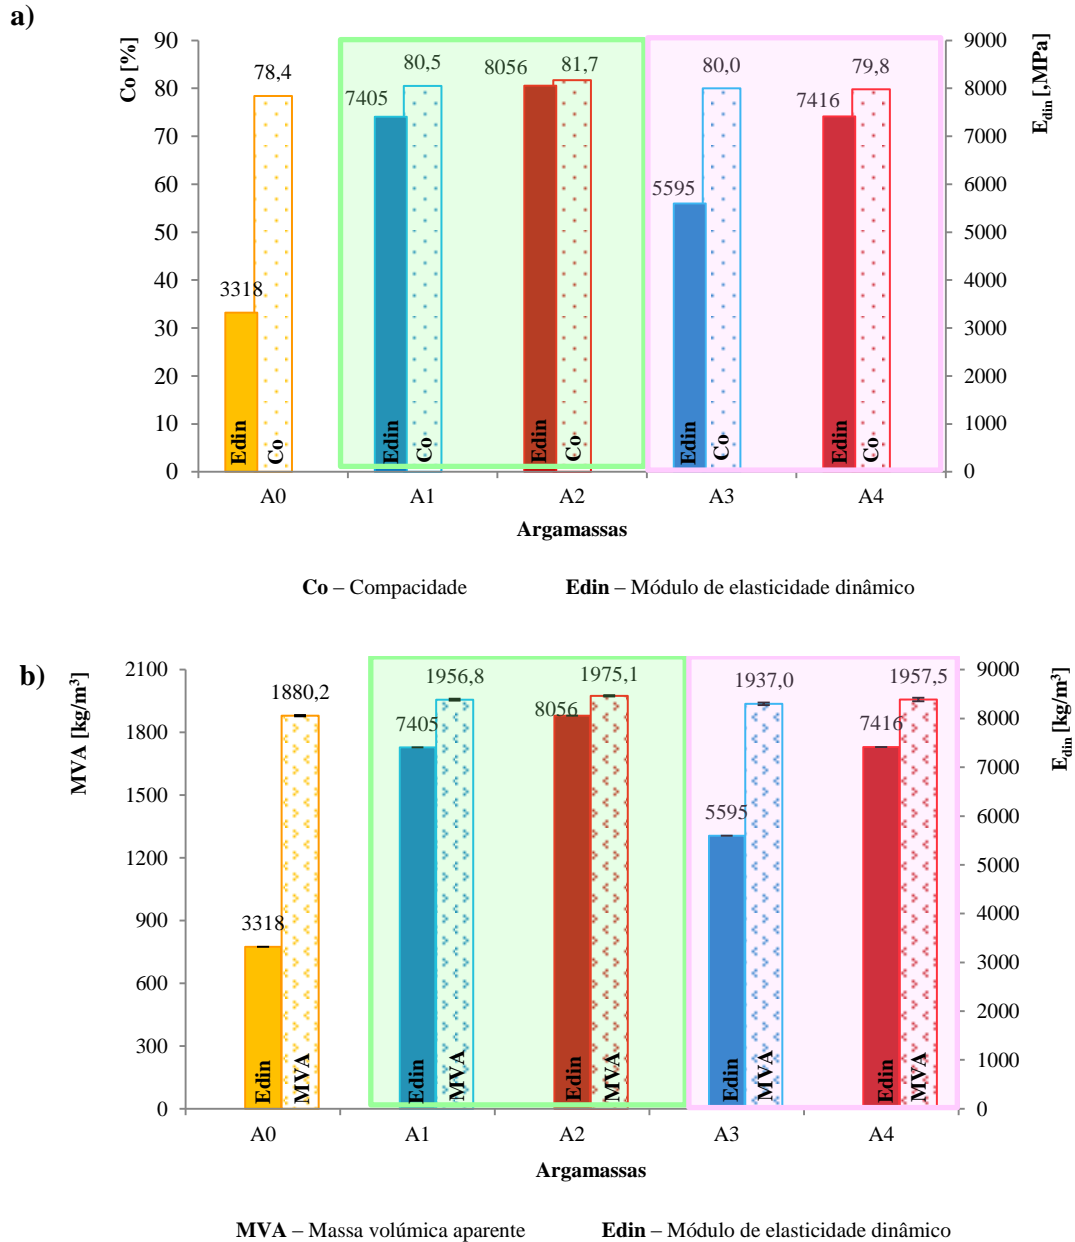 a)
Co [%]
E_din [,MPa]
90
80
70
60
50
40
30
20
10
0
9000
8000
7000
6000
5000
4000
3000
2000
1000
0
3318
78,4
7405
80,5
8056
81,7
5595
80,0
7416
79,8
Edin
Co
Edin
Co
Edin
Co
Edin
Co
Edin
Co
A0 A1 A2 A3 A4
Argamassas
Co – Compacidade Edin – Módulo de elasticidade dinâmico
b)
MVA [kg/m³]
E_din [kg/m³]
2100
1800
1500
1200
900
600
300
0
9000
8000
7000
6000
5000
4000
3000
2000
1000
0
3318
1880,2
7405
1956,8
8056
1975,1
5595
1937,0
7416
1957,5
Edin
MVA
Edin
MVA
Edin
MVA
Edin
MVA
Edin
MVA
A0 A1 A2 A3 A4
Argamassas
MVA – Massa volúmica aparente Edin – Módulo de elasticidade dinâmico